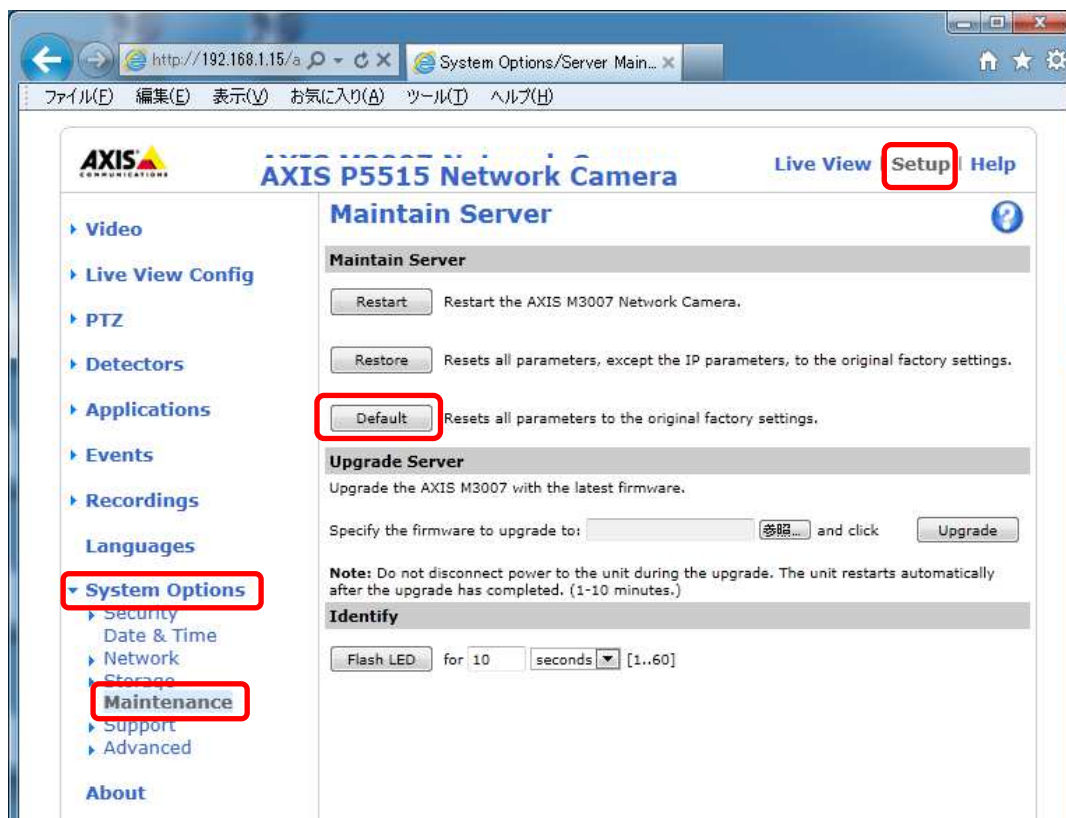 http://192.168.1.15/a
System Options/Server Main...
ファイル(F) 編集(E) 表示(V) お気に入り(A) ツール(T) ヘルプ(H)
AXIS
COMMUNICATIONS
AXIS P5515 Network Camera
Live View | Setup | Help
Video
Live View Config
PTZ
Detectors
Applications
Events
Recordings
Languages
System Options
Security
Date & Time
Network
Storage
Maintenance
Support
Advanced
About
Maintain Server
Maintain Server
Restart Restart the AXIS M3007 Network Camera.
Restore Resets all parameters, except the IP parameters, to the original factory settings.
Default Resets all parameters to the original factory settings.
Upgrade Server
Upgrade the AXIS M3007 with the latest firmware.
Specify the firmware to upgrade to: 参照... and click Upgrade
Note: Do not disconnect power to the unit during the upgrade. The unit restarts automatically
after the upgrade has completed. (1-10 minutes.)
Identify
Flash LED for 10 seconds [1..60]